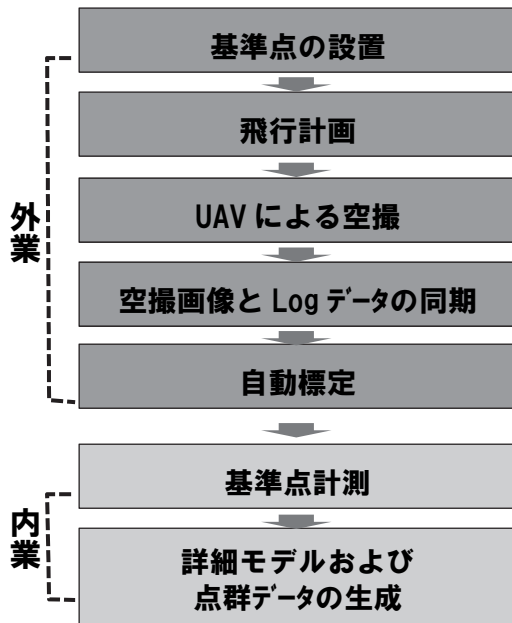 基準点の設置
飛行計画
UAVによる空撮
空撮画像とLogデータの同期
自動標定
外業
基準点計測
詳細モデルおよび
点群データの生成
内業